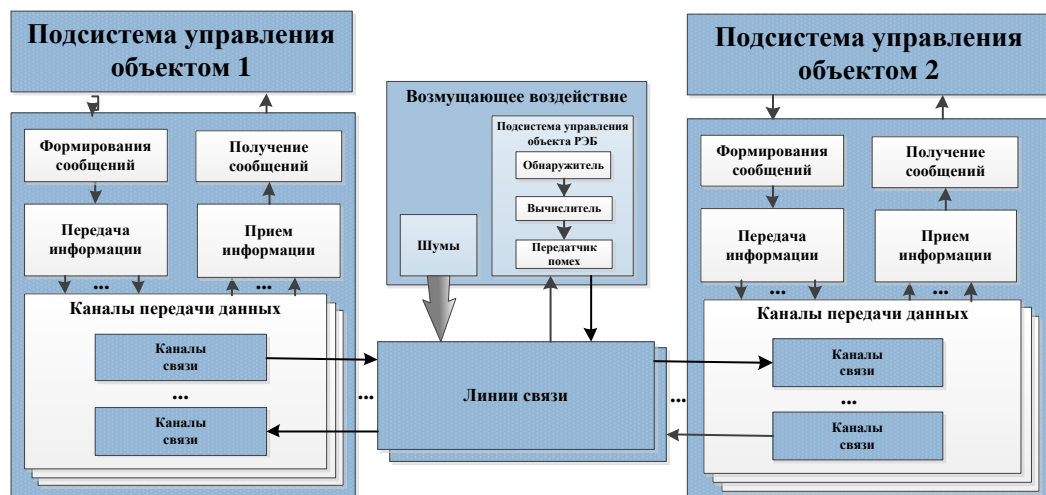 Подсистема управления
объектом 1
Формирования
сообщений
Получение
сообщений
Передача
информации
Прием
информации
...
...
Каналы передачи данных
Каналы
связи
...
Каналы
связи
Возмущающее воздействие
Подсистема управления
объекта РЭБ
Обнаружитель
Вычислитель
Передатчик
помех
Шумы
...
Линии связи
...
Подсистема управления
объектом 2
Формирования
сообщений
Получение
сообщений
Передача
информации
Прием
информации
...
...
Каналы передачи данных
Каналы
связи
...
Каналы
связи